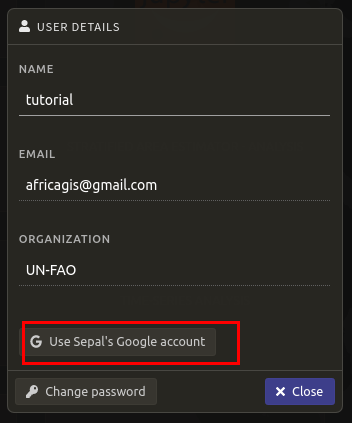 USER DETAILS
NAME
tutorial
EMAIL
africagis@gmail.com
ORGANIZATION
UN-FAO
Use Sepal's Google account
Change password
Close